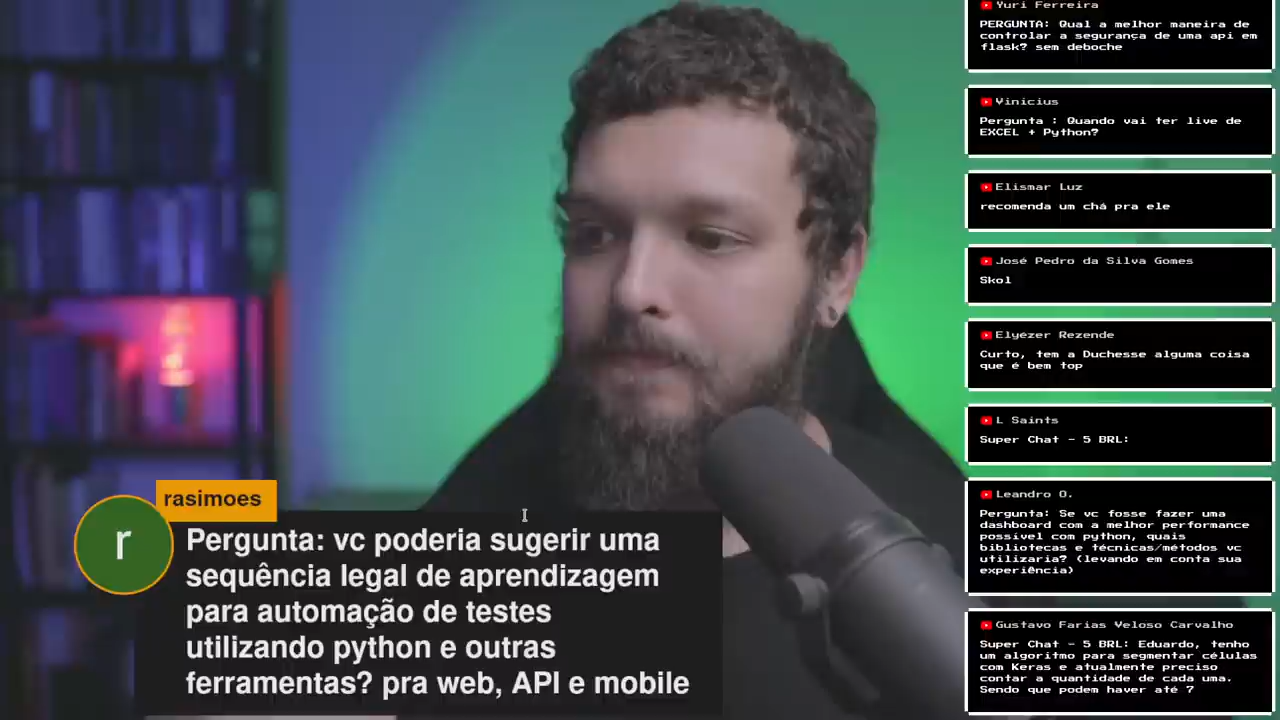 Yuri Ferreira
PERGUNTA: Qual a melhor maneira de
controlar a segurança de uma api em
flask? sem deboche
Vinícius
Pergunta : Quando vai ter live de
EXCEL + Python?
Elismar Luz
recomenda um chá pra ele
José Pedro da Silva Gomes
Skol
Elyézer Rezende
Curto, tem a Duchesse alguma coisa
que é bem top
L Saints
Super Chat - 5 BRL:
Leandro O.
Pergunta: Se vc fosse fazer uma
dashboard com a melhor performance
possível com python, quais
bibliotecas e técnicas/métodos vc
utilizaria? (levando em conta sua
experiência)
Gustavo Farias Veloso Carvalho
Super Chat - 5 BRL: Eduardo, tenho
um algoritmo para segmentar células
com Keras e atualmente preciso
contar a quantidade de cada uma.
Sendo que podem haver até 7
rasimoes
r
Pergunta: vc poderia sugerir uma
sequência legal de aprendizagem
para automação de testes
utilizando python e outras
ferramentas? pra web, API e mobile